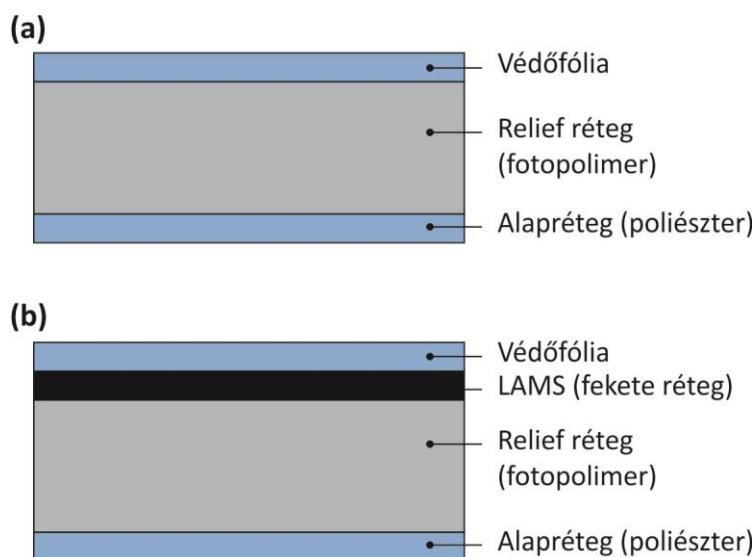 (a)
Védőfólia
Relief réteg
(fotopolimer)
Alapréteg (poliészter)
(b)
Védőfólia
LAMS (fekete réteg)
Relief réteg
(fotopolimer)
Alapréteg (poliészter)